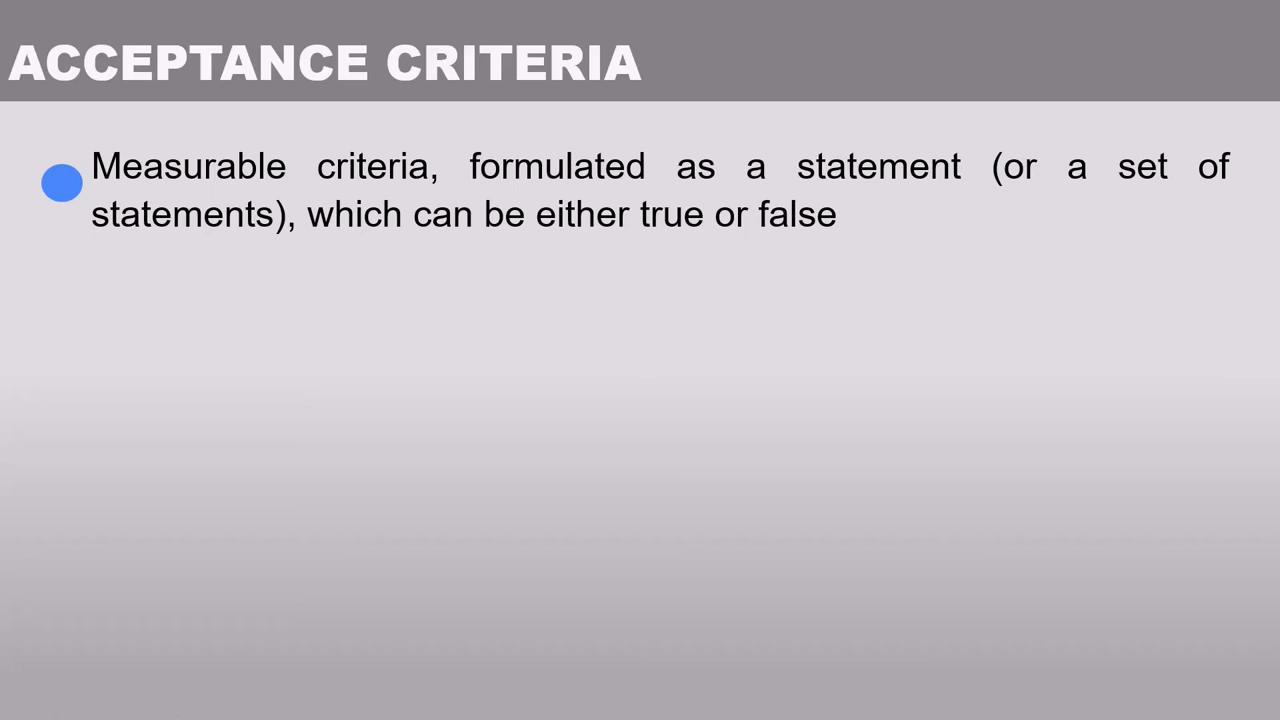 ACCEPTANCE CRITERIA
Measurable criteria, formulated as a statement (or a set of
statements), which can be either true or false